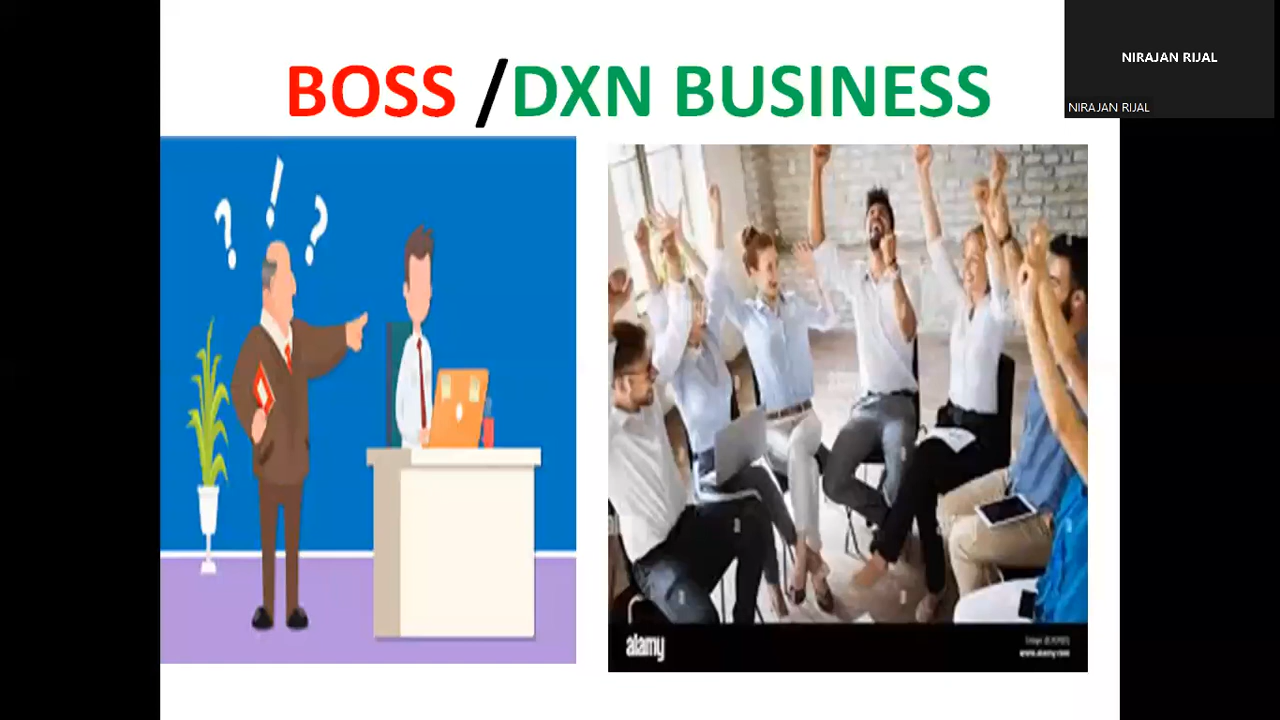 BOSS /DXN BUSINESS
NIRAJAN RIJAL
NIRAJAN RIJAL
? ! ?
alamy
www.alamy.com